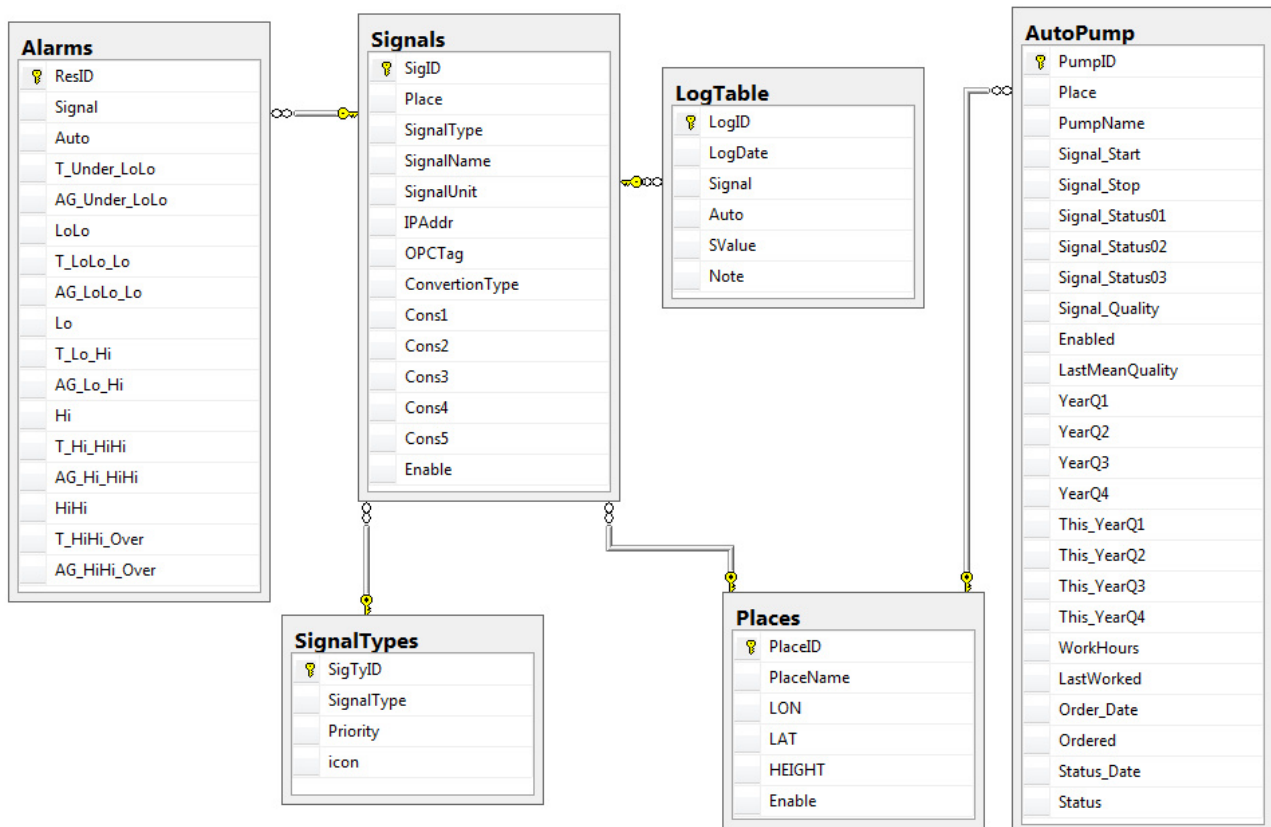 Alarms
ResID
Signal
Auto
T_Under_LoLo
AG_Under_LoLo
LoLo
T_LoLo_Lo
AG_LoLo_Lo
Lo
T_Lo_Hi
AG_Lo_Hi
Hi
T_Hi_HiHi
AG_Hi_HiHi
HiHi
T_HiHi_Over
AG_HiHi_Over
Signals
SigID
Place
SignalType
SignalName
SignalUnit
IPAddr
OPCTag
ConvertionType
Cons1
Cons2
Cons3
Cons4
Cons5
Enable
LogTable
LogID
LogDate
Signal
Auto
SValue
Note
AutoPump
PumpID
Place
PumpName
Signal_Start
Signal_Stop
Signal_Status01
Signal_Status02
Signal_Status03
Signal_Quality
Enabled
LastMeanQuality
YearQ1
YearQ2
YearQ3
YearQ4
This_YearQ1
This_YearQ2
This_YearQ3
This_YearQ4
WorkHours
LastWorked
Order_Date
Ordered
Status_Date
Status
SignalTypes
SigTyID
SignalType
Priority
icon
Places
PlaceID
PlaceName
LON
LAT
HEIGHT
Enable